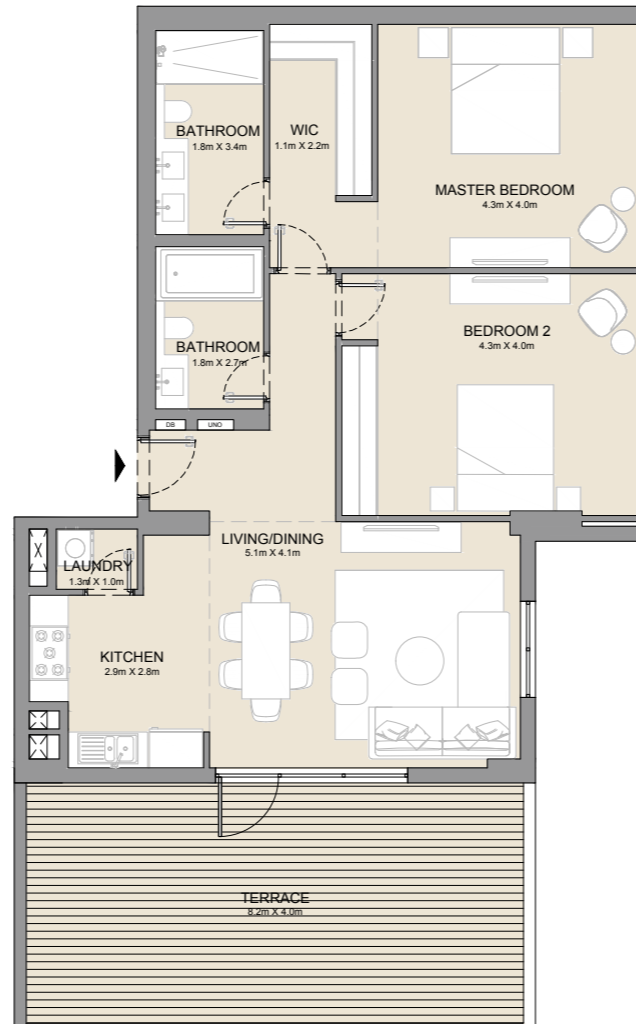 BATHROOM
1.8m X 3.4m
WIC
1.1m X 2.2m
MASTER BEDROOM
4.3m X 4.0m
BATHROOM
1.8m X 2.7m
BEDROOM 2
4.3m X 4.0m
DB
UNO
LIVING/DINING
5.1m X 4.1m
LAUNDRY
1.3m X 1.0m
KITCHEN
2.9m X 2.8m
TERRACE
8.2m X 4.0m